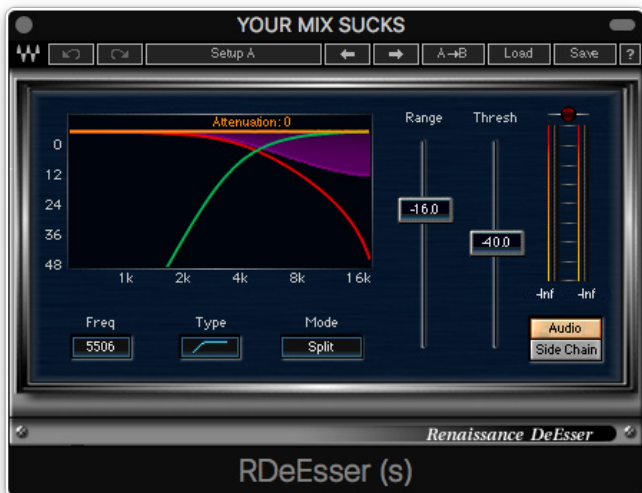 YOUR MIX SUCKS
Setup A A→B Load Save ?
Attenuation: 0
Range Thresh
0
12
24
36
48
1k 2k 4k 8k 16k
-16.0
-40.0
-Inf -Inf
Freq Type Mode
5506 Split
Audio
Side Chain
Renaissance DeEsser
RDeEsser (s)